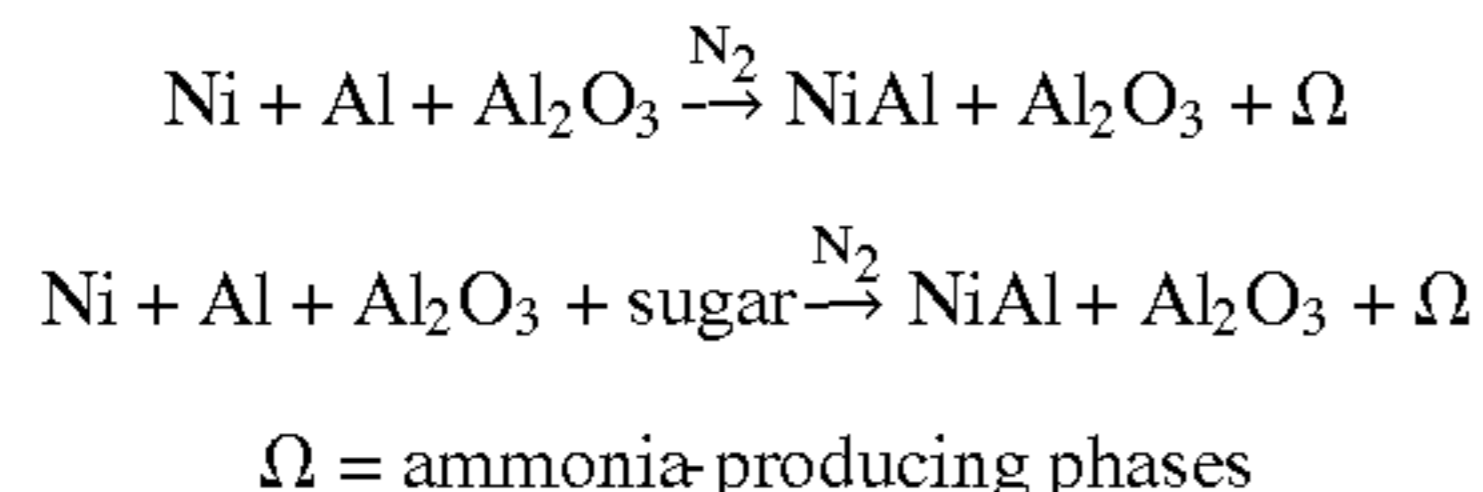 Ni + Al + Al₂O₃ —N₂→ NiAl + Al₂O₃ + Ω
Ni + Al + Al₂O₃ + sugar —N₂→ NiAl + Al₂O₃ + Ω
Ω = ammonia-producing phases